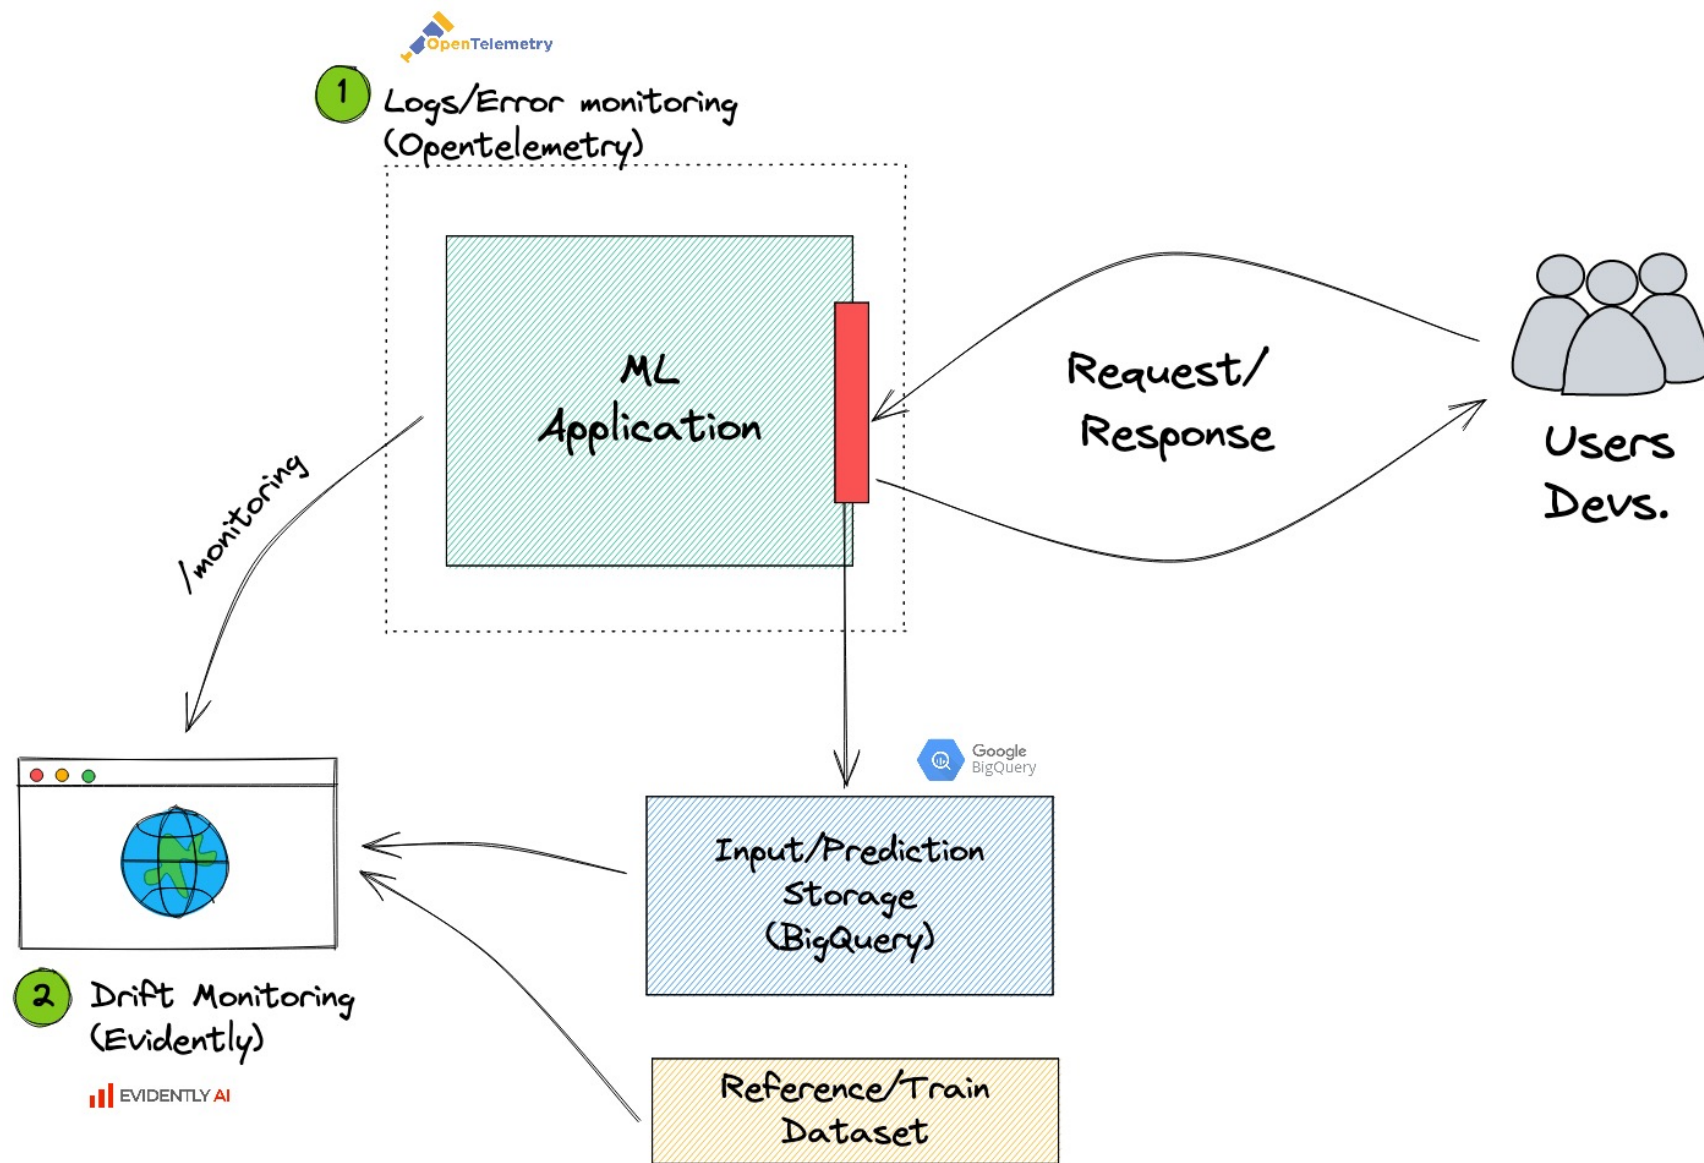 OpenTelemetry
1
Logs/Error monitoring
(Opentelemetry)
ML
Application
Request/
Response
Users
Devs.
/monitoring
Google
BigQuery
Input/Prediction
Storage
(BigQuery)
2
Drift Monitoring
(Evidently)
EVIDENTLY AI
Reference/Train
Dataset